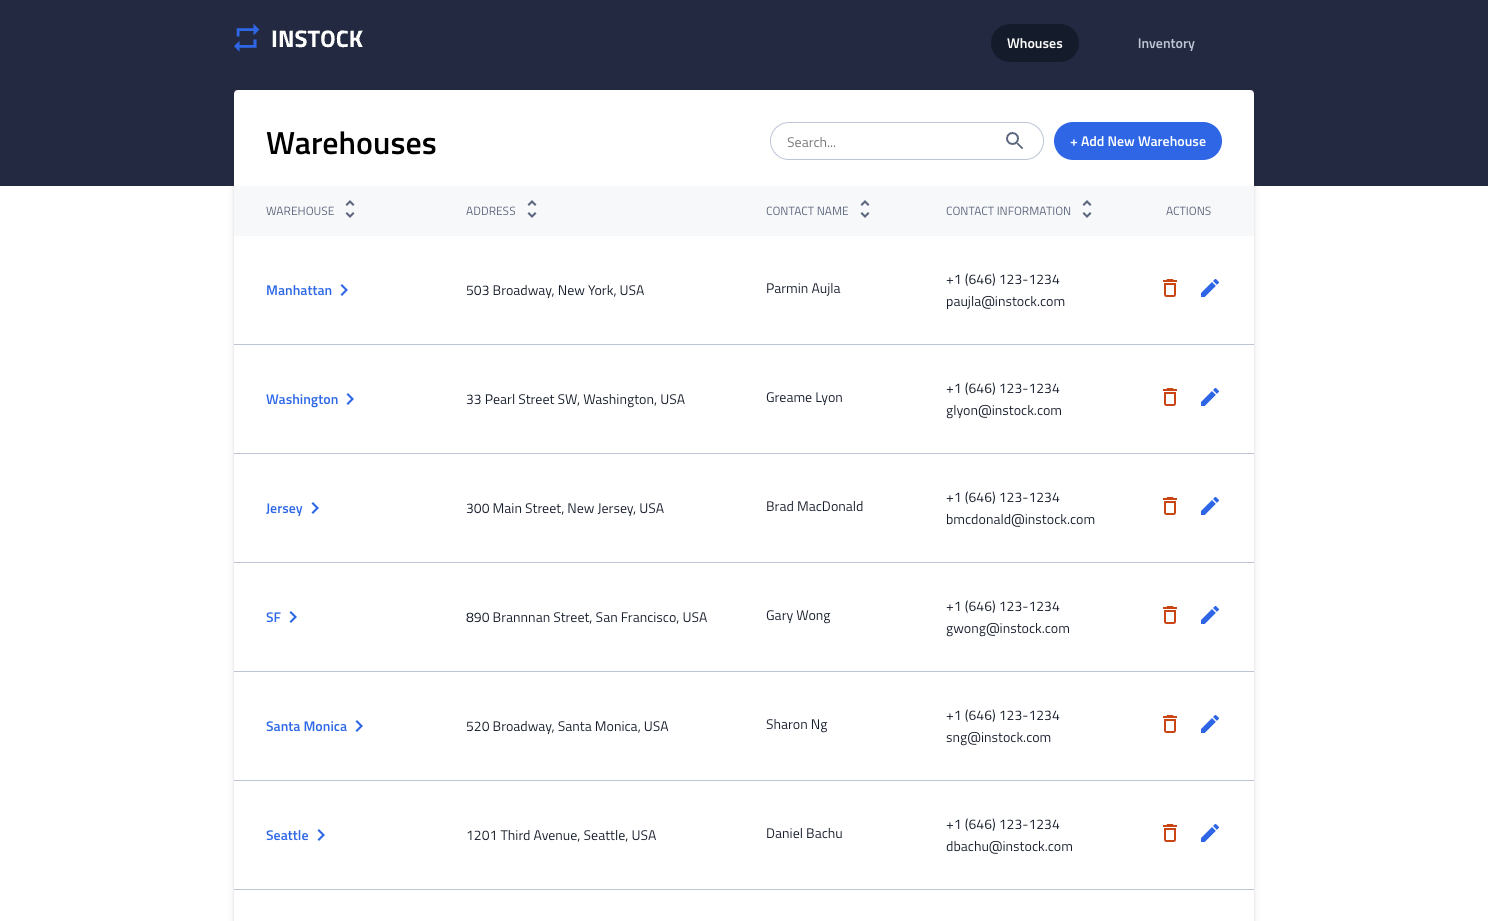 INSTOCK
Whouses Inventory
Warehouses
Search... + Add New Warehouse
WAREHOUSE ADDRESS CONTACT NAME CONTACT INFORMATION ACTIONS
Manhattan 503 Broadway, New York, USA Parmin Aujla +1 (646) 123-1234
paujla@instock.com
Washington 33 Pearl Street SW, Washington, USA Greame Lyon +1 (646) 123-1234
glyon@instock.com
Jersey 300 Main Street, New Jersey, USA Brad MacDonald +1 (646) 123-1234
bmcdonald@instock.com
SF 890 Brannnan Street, San Francisco, USA Gary Wong +1 (646) 123-1234
gwong@instock.com
Santa Monica 520 Broadway, Santa Monica, USA Sharon Ng +1 (646) 123-1234
sng@instock.com
Seattle 1201 Third Avenue, Seattle, USA Daniel Bachu +1 (646) 123-1234
dbachu@instock.com